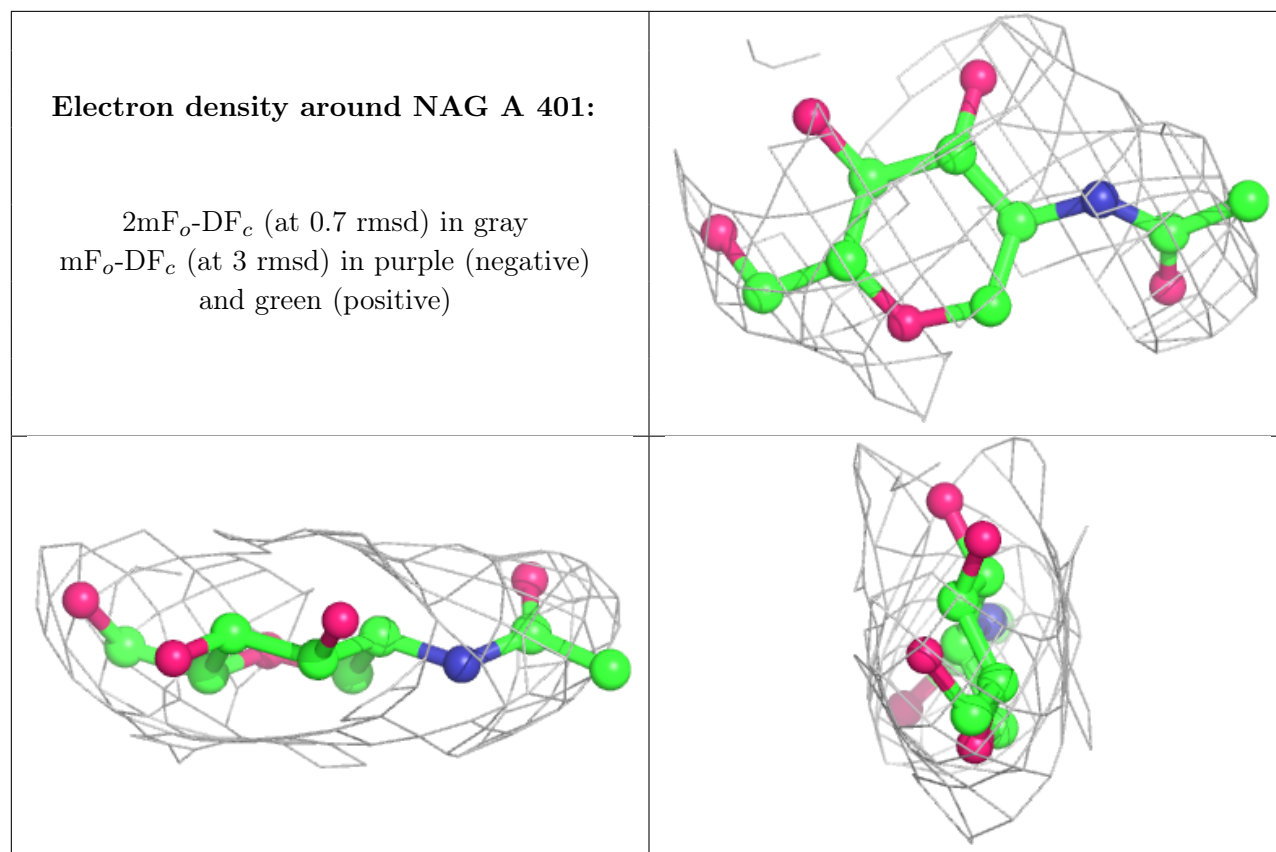 Electron density around NAG A 401:
2mFo-DFc (at 0.7 rmsd) in gray
mFo-DFc (at 3 rmsd) in purple (negative)
and green (positive)